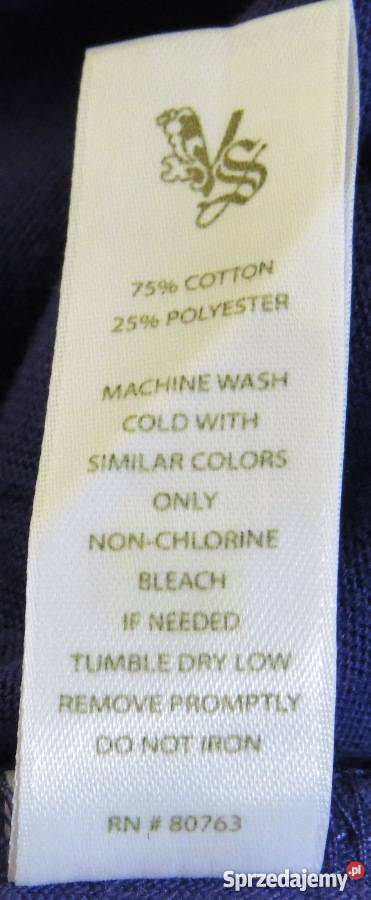 VS
75% COTTON
25% POLYESTER
MACHINE WASH
COLD WITH
SIMILAR COLORS
ONLY
NON-CHLORINE
BLEACH
IF NEEDED
TUMBLE DRY LOW
REMOVE PROMPTLY
DO NOT IRON
RN # 80763
Sprzedajemy.pl